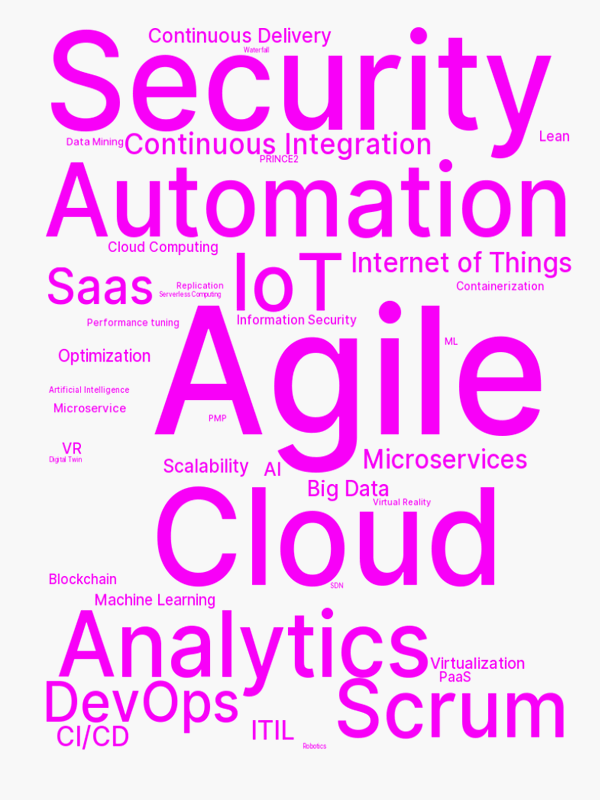 Continuous Delivery
Waterfall
Security
Lean
Data Mining
Continuous Integration
PRINCE2
Automation
Cloud Computing
IoT
Internet of Things
Saas
Replication
Serverless Computing
Containerization
Information Security
Performance tuning
Agile
ML
Optimization
Artificial Intelligence
Microservice
PMP
VR
Digital Twin
Scalability
AI
Microservices
Big Data
Virtual Reality
Cloud
Blockchain
SDN
Machine Learning
Analytics
Virtualization
PaaS
DevOps
Scrum
CI/CD
ITIL
Robotics